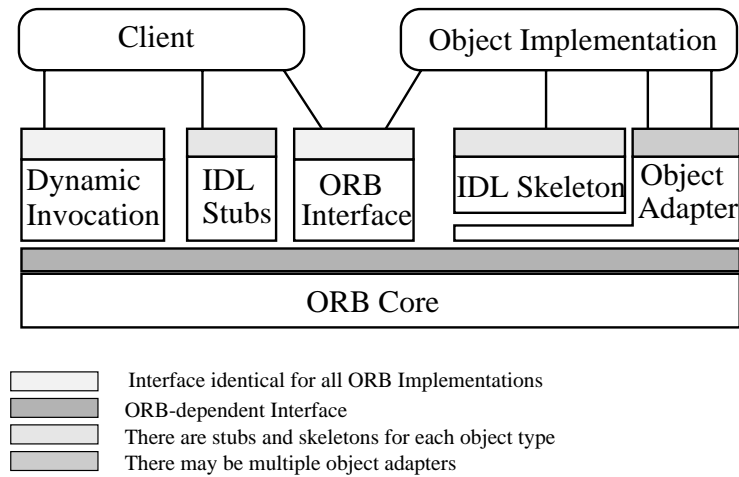 Client
Object Implementation
Dynamic
Invocation
IDL
Stubs
ORB
Interface
IDL Skeleton
Object
Adapter
ORB Core
Interface identical for all ORB Implementations
ORB-dependent Interface
There are stubs and skeletons for each object type
There may be multiple object adapters